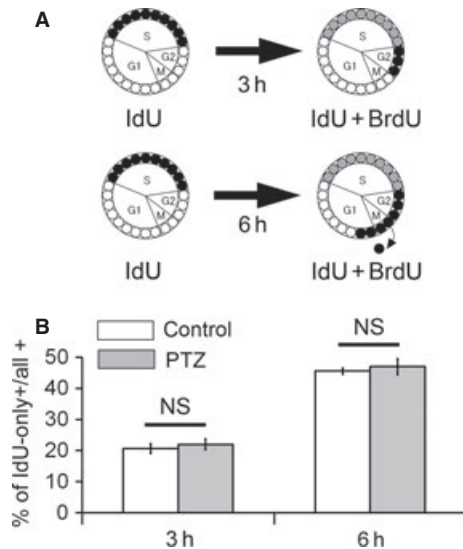 A
S
G1
G2
M
IdU
3 h
S
G1
G2
M
IdU + BrdU
S
G1
G2
M
IdU
6 h
S
G1
G2
M
IdU + BrdU
B
% of IdU-only+/all +
Control
PTZ
50
40
30
20
10
0
NS
NS
3 h
6 h